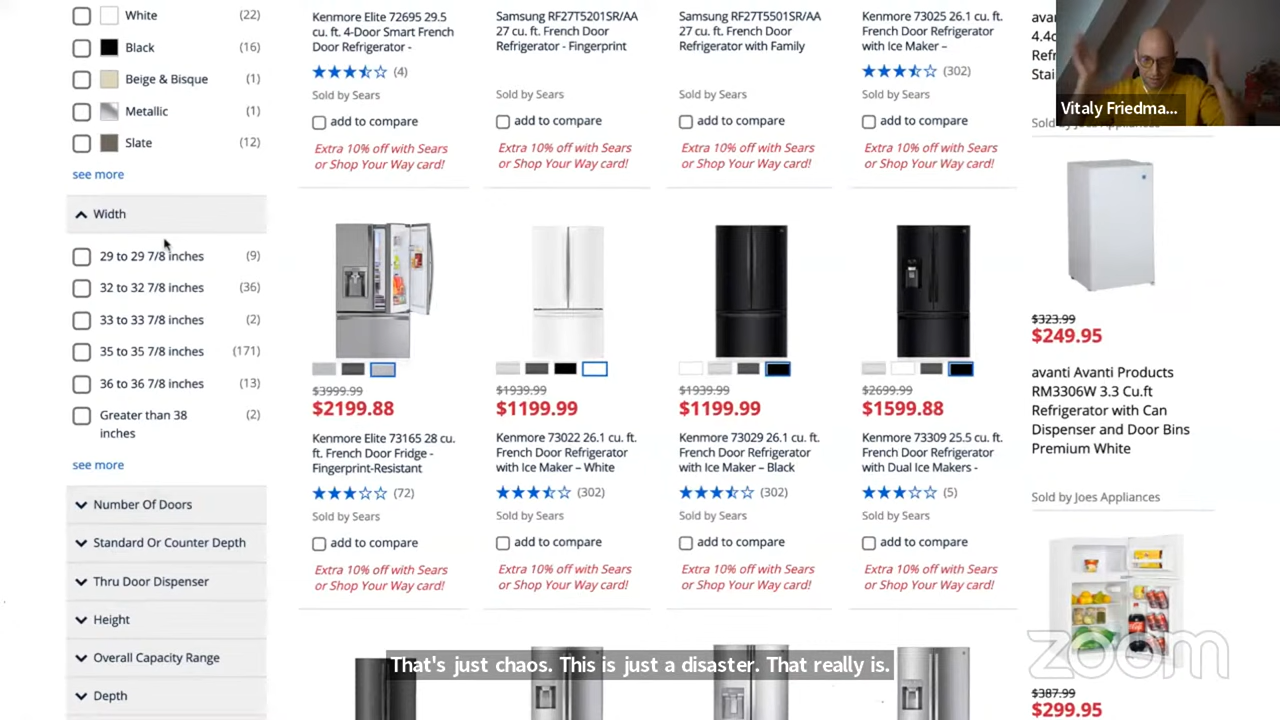 White (22)
Black (16)
Beige & Bisque (1)
Metallic (1)
Slate (12)
see more
Width
29 to 29 7/8 inches (9)
32 to 32 7/8 inches (36)
33 to 33 7/8 inches (2)
35 to 35 7/8 inches (171)
36 to 36 7/8 inches (13)
Greater than 38
inches (2)
see more
Number Of Doors
Standard Or Counter Depth
Thru Door Dispenser
Height
Overall Capacity Range
Depth
Kenmore Elite 72695 29.5
cu. ft. 4-Door Smart French
Door Refrigerator -
(4)
Sold by Sears
add to compare
Extra 10% off with Sears
or Shop Your Way card!
Samsung RF27T5201SR/AA
27 cu. ft. French Door
Refrigerator - Fingerprint
Sold by Sears
add to compare
Extra 10% off with Sears
or Shop Your Way card!
Samsung RF27T5501SR/AA
27 cu. ft. French Door
Refrigerator with Family
Sold by Sears
add to compare
Extra 10% off with Sears
or Shop Your Way card!
Kenmore 73025 26.1 cu. ft.
French Door Refrigerator
with Ice Maker –
(302)
Sold by Sears
add to compare
Extra 10% off with Sears
or Shop Your Way card!
$3999.99
$2199.88
Kenmore Elite 73165 28 cu.
ft. French Door Fridge -
Fingerprint-Resistant
(72)
Sold by Sears
add to compare
Extra 10% off with Sears
or Shop Your Way card!
$1939.99
$1199.99
Kenmore 73022 26.1 cu. ft.
French Door Refrigerator
with Ice Maker – White
(302)
Sold by Sears
add to compare
Extra 10% off with Sears
or Shop Your Way card!
$1939.99
$1199.99
Kenmore 73029 26.1 cu. ft.
French Door Refrigerator
with Ice Maker – Black
(302)
Sold by Sears
add to compare
Extra 10% off with Sears
or Shop Your Way card!
$2699.99
$1599.88
Kenmore 73309 25.5 cu. ft.
French Door Refrigerator
with Dual Ice Makers -
(5)
Sold by Sears
add to compare
Extra 10% off with Sears
or Shop Your Way card!
Vitaly Friedma...
$323.99
$249.95
avanti Avanti Products
RM3306W 3.3 Cu.ft
Refrigerator with Can
Dispenser and Door Bins
Premium White
Sold by Joes Appliances
zoom
$387.99
$299.95
That's just chaos. This is just a disaster. That really is.